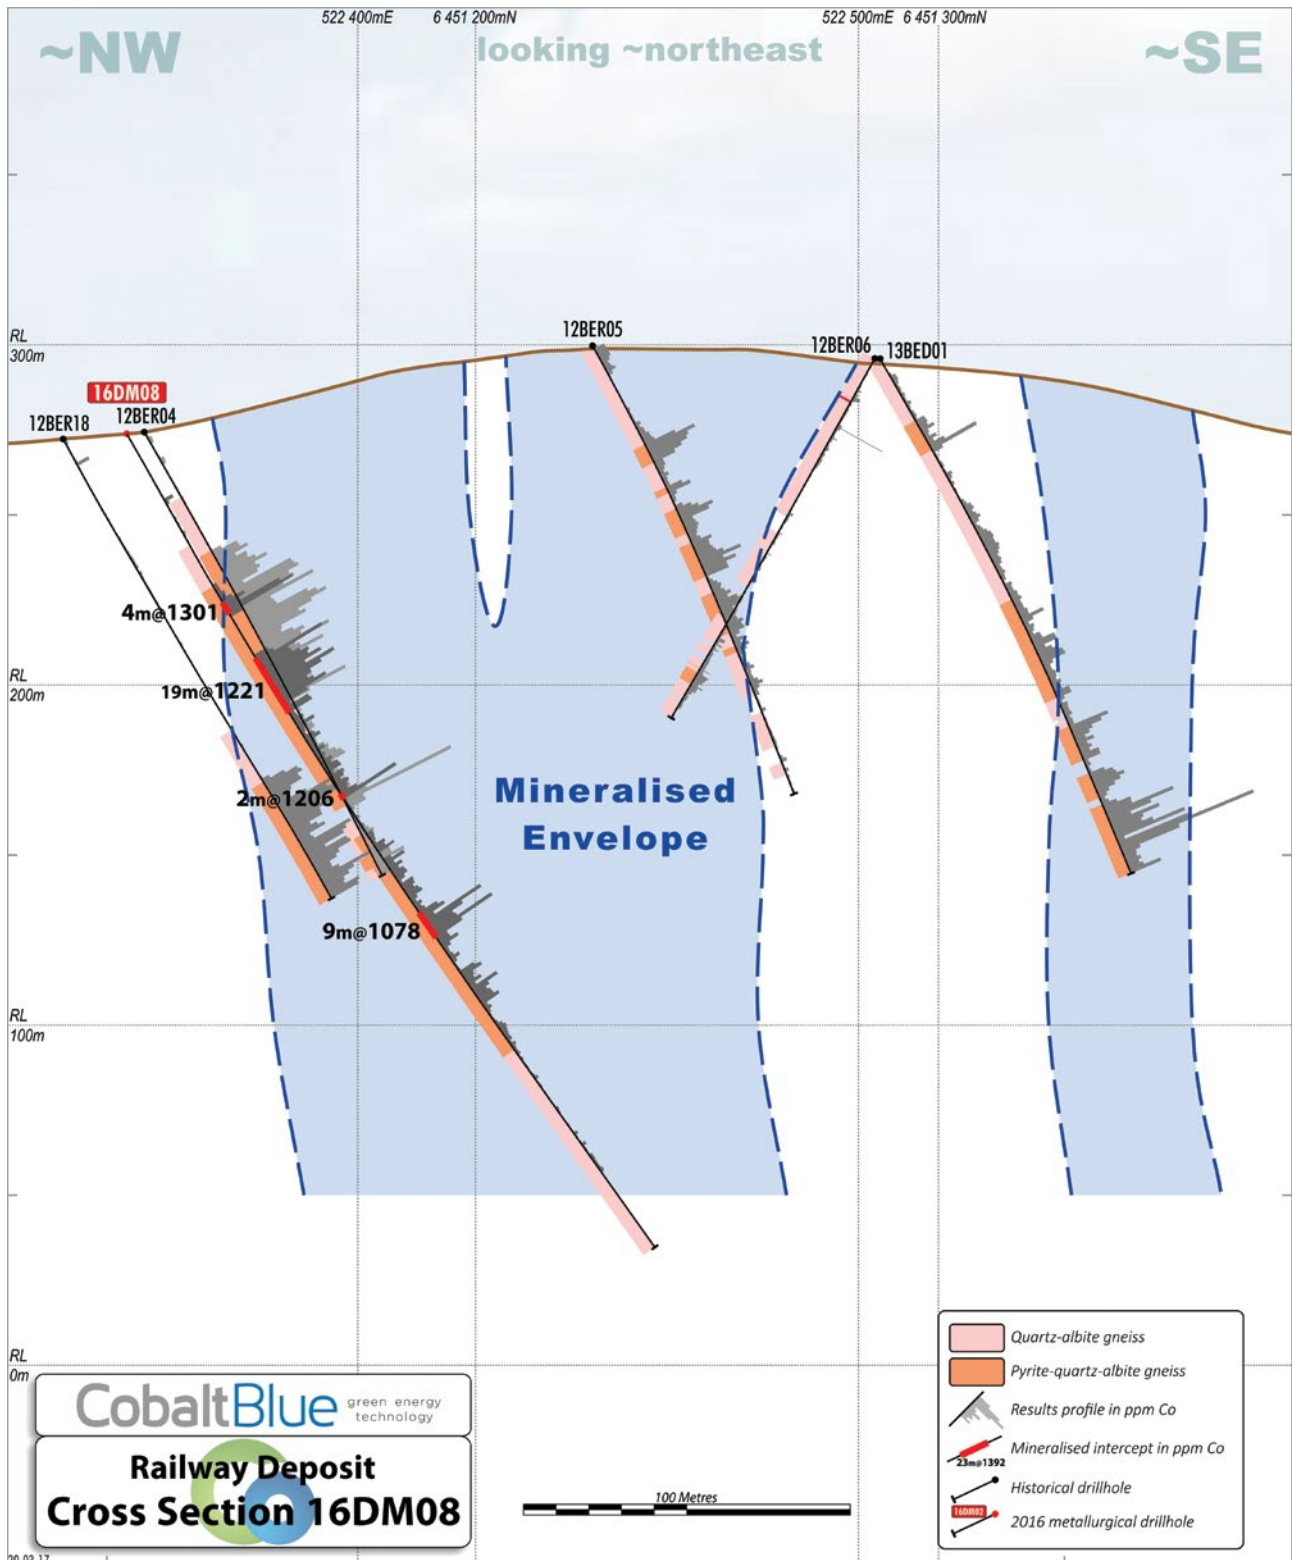 522 400mE 6 451 200mN 522 500mE 6 451 300mN
~NW looking ~northeast ~SE
RL
300m
12BER05
12BER06 13BED01
16DM08
12BER18 12BER04
4m@1301
RL
200m
19m@1221
2m@1206
Mineralised
Envelope
9m@1078
RL
100m
RL
0m
Quartz-albite gneiss
Pyrite-quartz-albite gneiss
Results profile in ppm Co
Mineralised intercept in ppm Co
23m@1392
Historical drillhole
16DM02
2016 metallurgical drillhole
CobaltBlue green energy
technology
Railway Deposit
Cross Section 16DM08
100 Metres